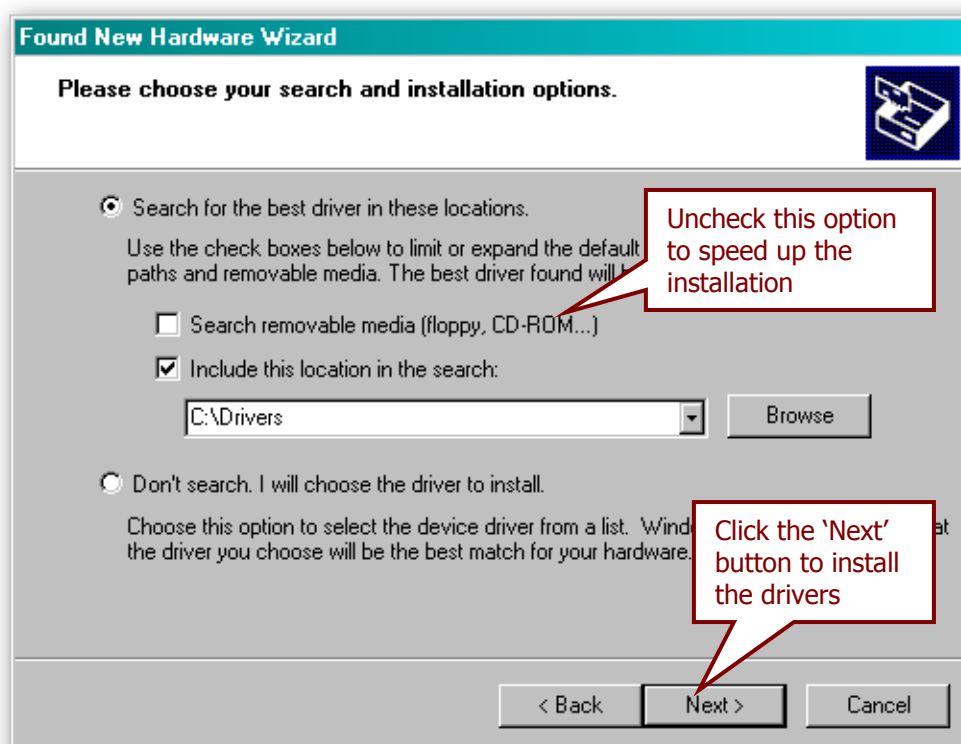 Found New Hardware Wizard
Please choose your search and installation options.
Search for the best driver in these locations.
Use the check boxes below to limit or expand the default
paths and removable media. The best driver found will
Uncheck this option
to speed up the
installation
Search removable media (floppy, CD-ROM...)
Include this location in the search:
C:\Drivers
Browse
Don't search. I will choose the driver to install.
Choose this option to select the device driver from a list. at
the driver you choose will be the best match for your hardware.
Click the ‘Next’
button to install
the drivers
< Back
Next >
Cancel